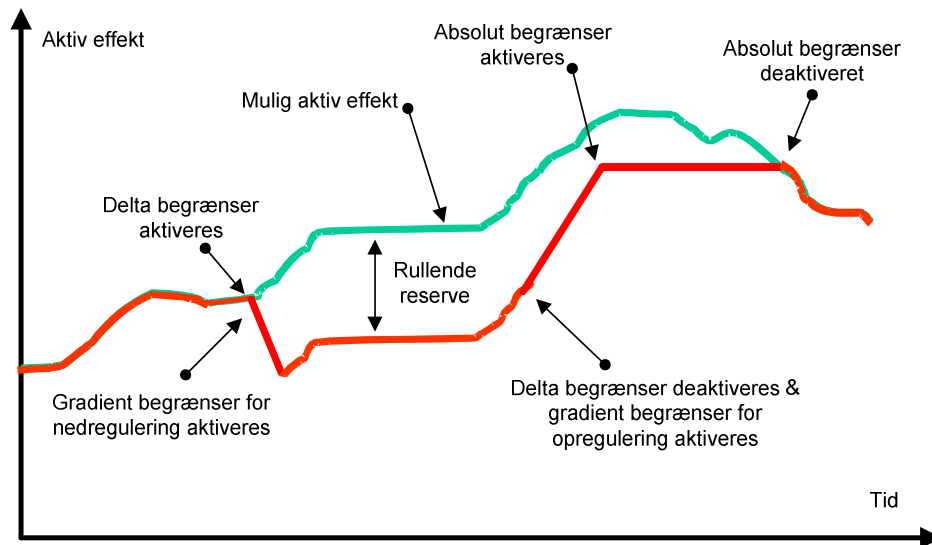 Aktiv effekt
Absolut begrænser
aktiveres
Absolut begrænser
deaktiveret
Mulig aktiv effekt
Delta begrænser
aktiveres
Rullende
reserve
Gradient begrænser for
nedregulering aktiveres
Delta begrænser deaktiveres &
gradient begrænser for
opregulering aktiveres
Tid